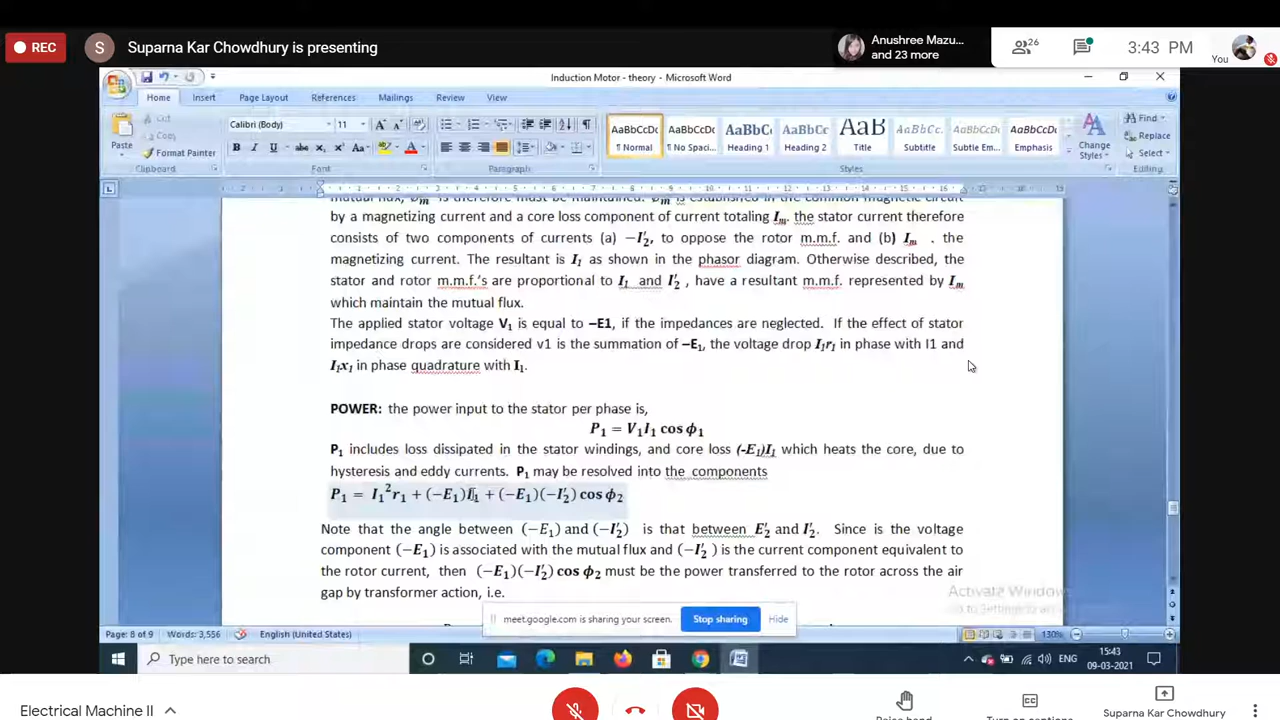 REC
S
Suparna Kar Chowdhury is presenting
Anushree Mazu...
and 23 more
26
3:43 PM
You
Induction Motor - theory - Microsoft Word
Home Insert Page Layout References Mailings Review View
Paste
Cut
Copy
Format Painter
Clipboard
Calibri (Body) 11
Font
Paragraph
AaBbCcDc AaBbCcDc AaBbCc AaBbCc AaB AaBbCc. AaBbCcDc AaBbCcDc
¶ Normal ¶ No Spaci... Heading 1 Heading 2 Title Subtitle Subtle Em... Emphasis
Styles
Change Styles
Find
Replace
Select
Editing
by a magnetizing current and a core loss component of current totaling Im. the stator current therefore
consists of two components of currents (a) −I′2, to oppose the rotor m.m.f. and (b) Im . the
magnetizing current. The resultant is I1 as shown in the phasor diagram. Otherwise described, the
stator and rotor m.m.f.'s are proportional to I1 and I′2 , have a resultant m.m.f. represented by Im
which maintain the mutual flux.
The applied stator voltage V1 is equal to –E1, if the impedances are neglected. If the effect of stator
impedance drops are considered v1 is the summation of –E1, the voltage drop I1r1 in phase with I1 and
I1x1 in phase quadrature with I1.
POWER: the power input to the stator per phase is,
P1 = V1I1 cos ϕ1
P1 includes loss dissipated in the stator windings, and core loss (-E1)I1 which heats the core, due to
hysteresis and eddy currents. P1 may be resolved into the components
P1 = I1²r1 + (−E1)I1 + (−E1)(−I′2) cos ϕ2
Note that the angle between (−E1) and (−I′2) is that between E′2 and I′2. Since is the voltage
component (−E1) is associated with the mutual flux and (−I′2) is the current component equivalent to
the rotor current, then (−E1)(−I′2) cos ϕ2 must be the power transferred to the rotor across the air
gap by transformer action, i.e.
Activate Windows
meet.google.com is sharing your screen. Stop sharing Hide
Page: 8 of 9 Words: 3,556 English (United States) 130%
Type here to search
ENG
15:43
09-03-2021
Electrical Machine II
Raise hand
Turn on captions
Suparna Kar Chowdhury